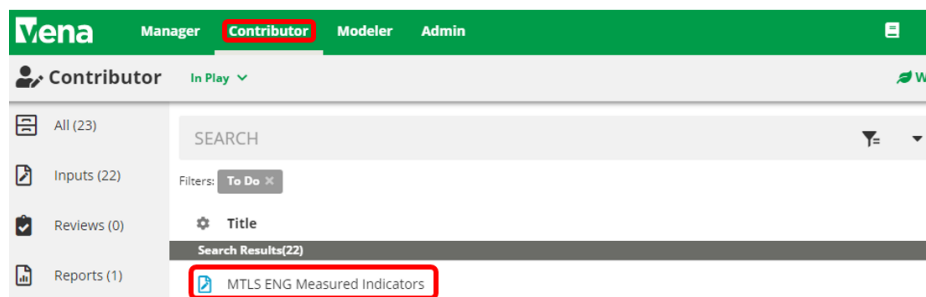 Vena Manager Contributor Modeler Admin
Contributor In Play W
All (23)
SEARCH
Inputs (22)
Filters: To Do ×
Reviews (0)
Title
Search Results(22)
Reports (1)
MTLS ENG Measured Indicators